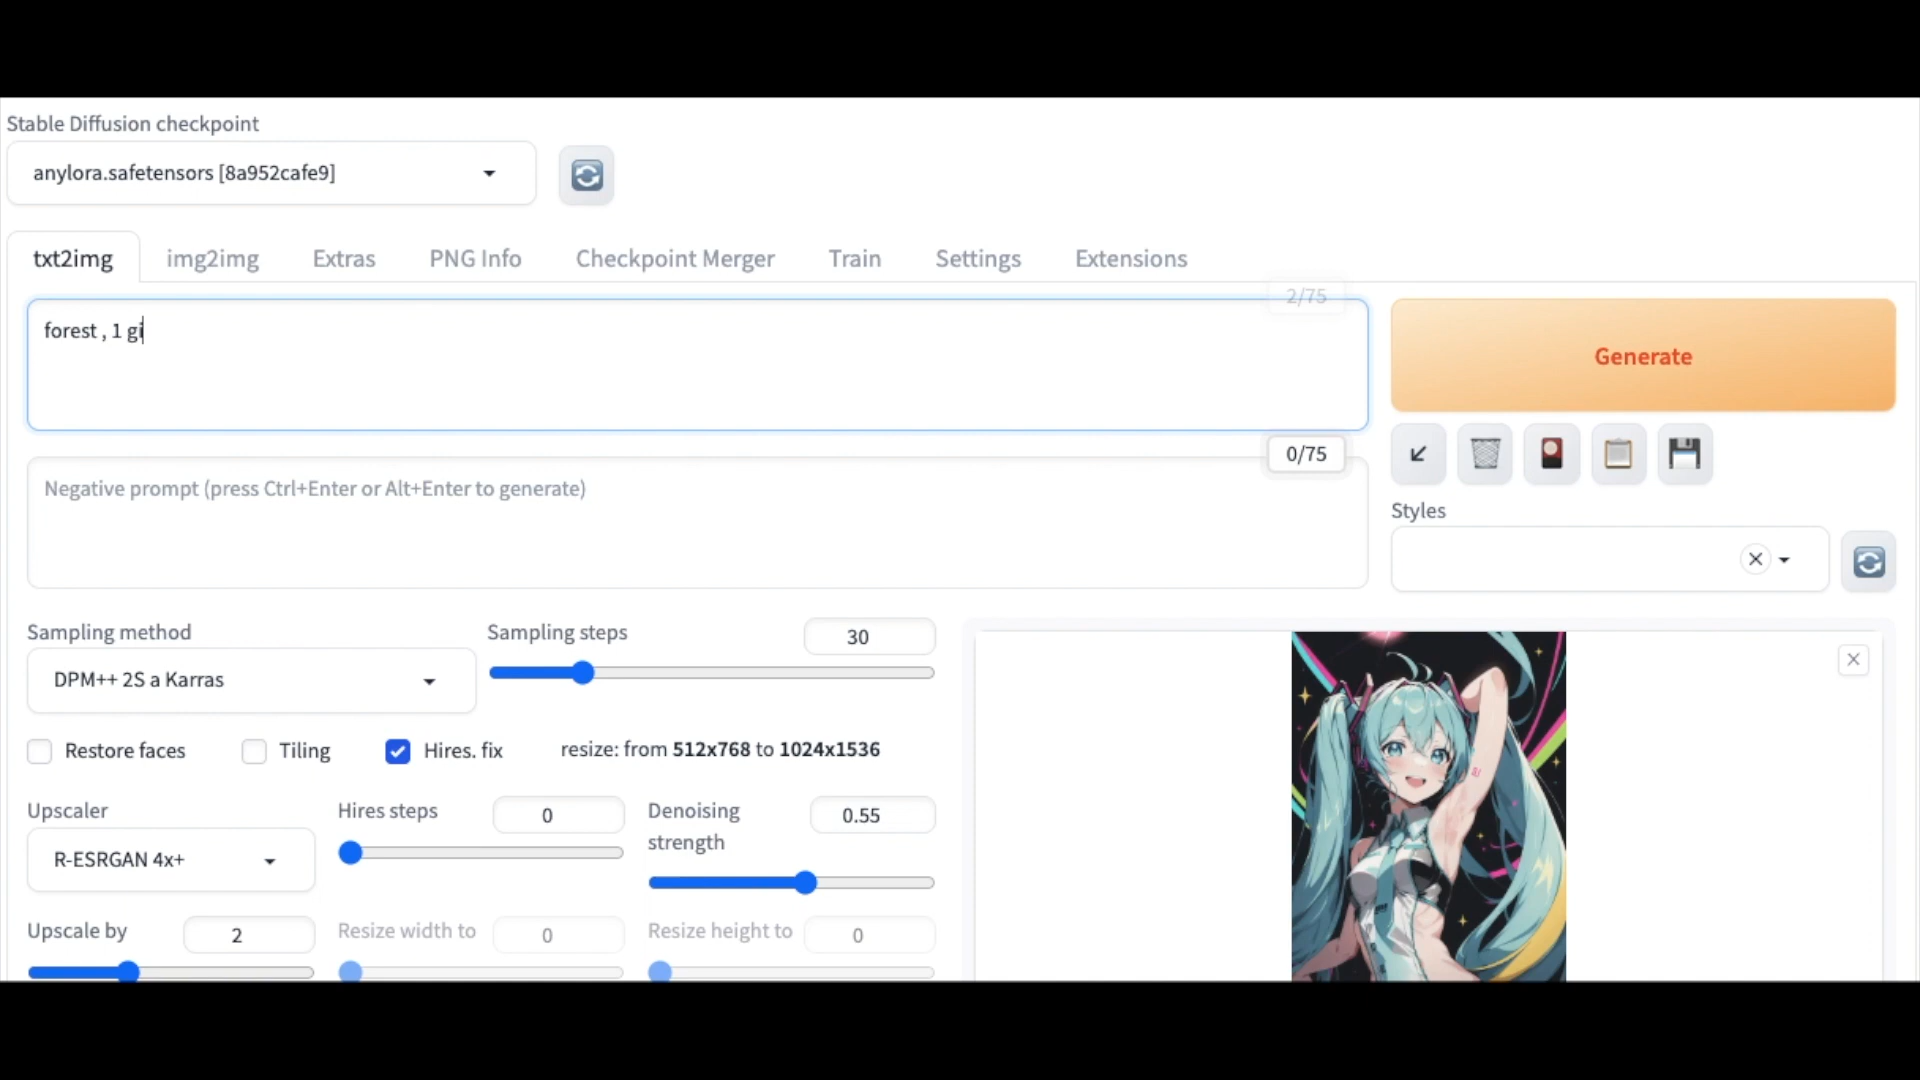 Stable Diffusion checkpoint
anylora.safetensors [8a952cafe9]
txt2img img2img Extras PNG Info Checkpoint Merger Train Settings Extensions
2/75
forest , 1 gi
Generate
0/75
Negative prompt (press Ctrl+Enter or Alt+Enter to generate)
Styles
Sampling method
DPM++ 2S a Karras
Sampling steps 30
Restore faces Tiling Hires. fix resize: from 512x768 to 1024x1536
Upscaler
R-ESRGAN 4x+
Hires steps 0
Denoising
strength
0.55
Upscale by 2
Resize width to 0
Resize height to 0